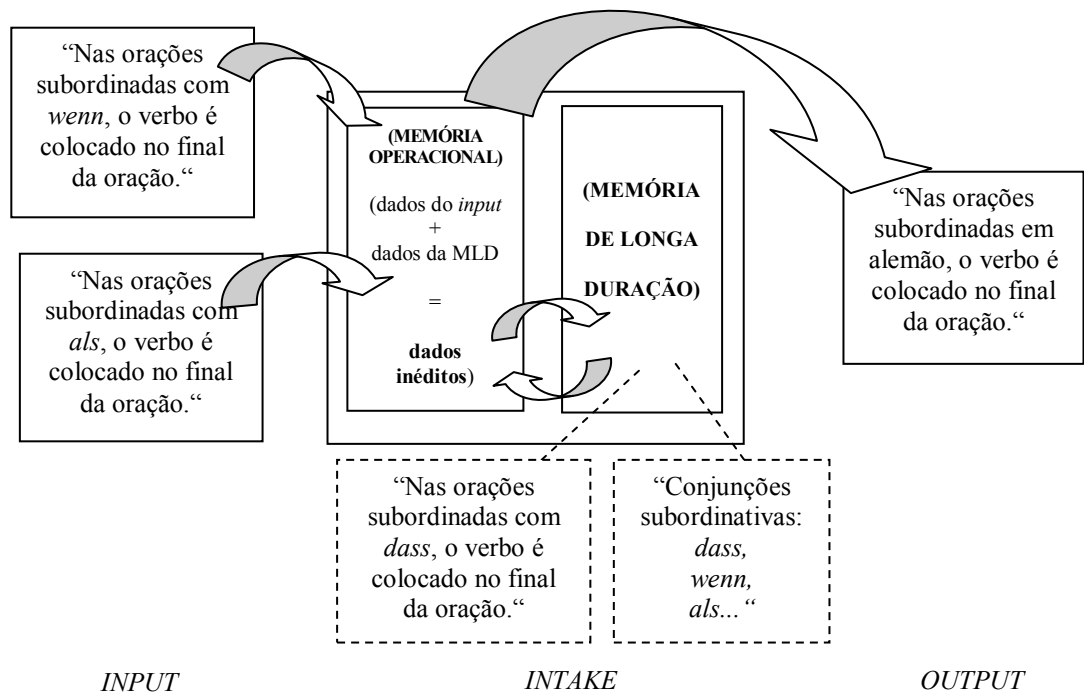 “Nas orações
subordinadas com
wenn, o verbo é
colocado no final
da oração.“
“Nas orações
subordinadas com
als, o verbo é
colocado no final
da oração.“
(MEMÓRIA
OPERACIONAL)
(dados do input
+
dados da MLD
=
dados
inéditos)
(MEMÓRIA
DE LONGA
DURAÇÃO)
“Nas orações
subordinadas em
alemão, o verbo é
colocado no final
da oração.“
“Nas orações
subordinadas com
dass, o verbo é
colocado no final
da oração.“
“Conjunções
subordinativas:
dass,
wenn,
als...“
INPUT
INTAKE
OUTPUT